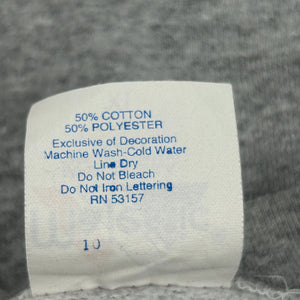 50% COTTON
50% POLYESTER
Exclusive of Decoration
Machine Wash-Cold Water
Line Dry
Do Not Bleach
Do Not Iron Lettering
RN 53157
10